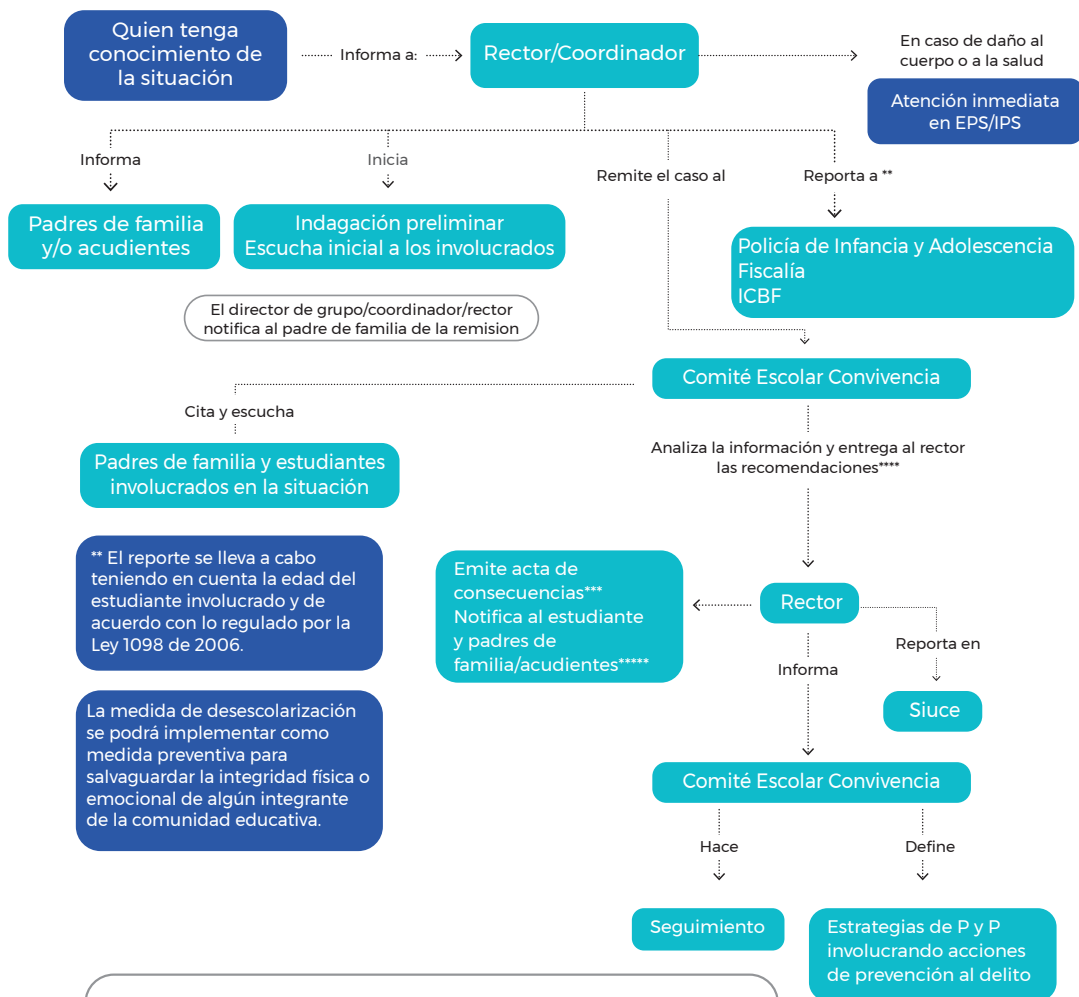 Quien tenga
conocimiento de
la situación
Informa a:
Rector/Coordinador
En caso de daño al
cuerpo o a la salud
Atención inmediata
en EPS/IPS
Informa
Inicia
Remite el caso al
Reporta a **
Padres de familia
y/o acudientes
Indagación preliminar
Escucha inicial a los involucrados
Policía de Infancia y Adolescencia
Fiscalía
ICBF
El director de grupo/coordinador/rector
notifica al padre de familia de la remision
Comité Escolar Convivencia
Cita y escucha
Padres de familia y estudiantes
involucrados en la situación
Analiza la información y entrega al rector
las recomendaciones****
** El reporte se lleva a cabo
teniendo en cuenta la edad del
estudiante involucrado y de
acuerdo con lo regulado por la
Ley 1098 de 2006.
Emite acta de
consecuencias***
Notifica al estudiante
y padres de
familia/acudientes*****
Rector
Reporta en
Informa
Siuce
La medida de desescolarización
se podrá implementar como
medida preventiva para
salvaguardar la integridad física o
emocional de algún integrante
de la comunidad educativa.
Comité Escolar Convivencia
Hace
Define
Seguimiento
Estrategias de P y P
involucrando acciones
de prevención al delito